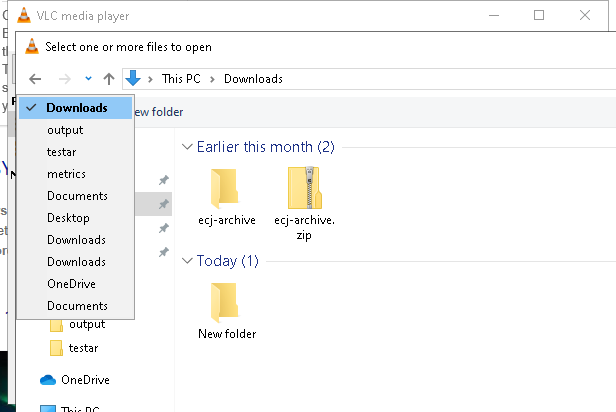 VLC media player
Select one or more files to open
This PC > Downloads
Downloads
ew folder
output
testar
metrics
Documents
Desktop
Downloads
Downloads
OneDrive
Documents
Earlier this month (2)
ecj-archive
ecj-archive.
zip
Today (1)
New folder
output
testar
OneDrive
This PC